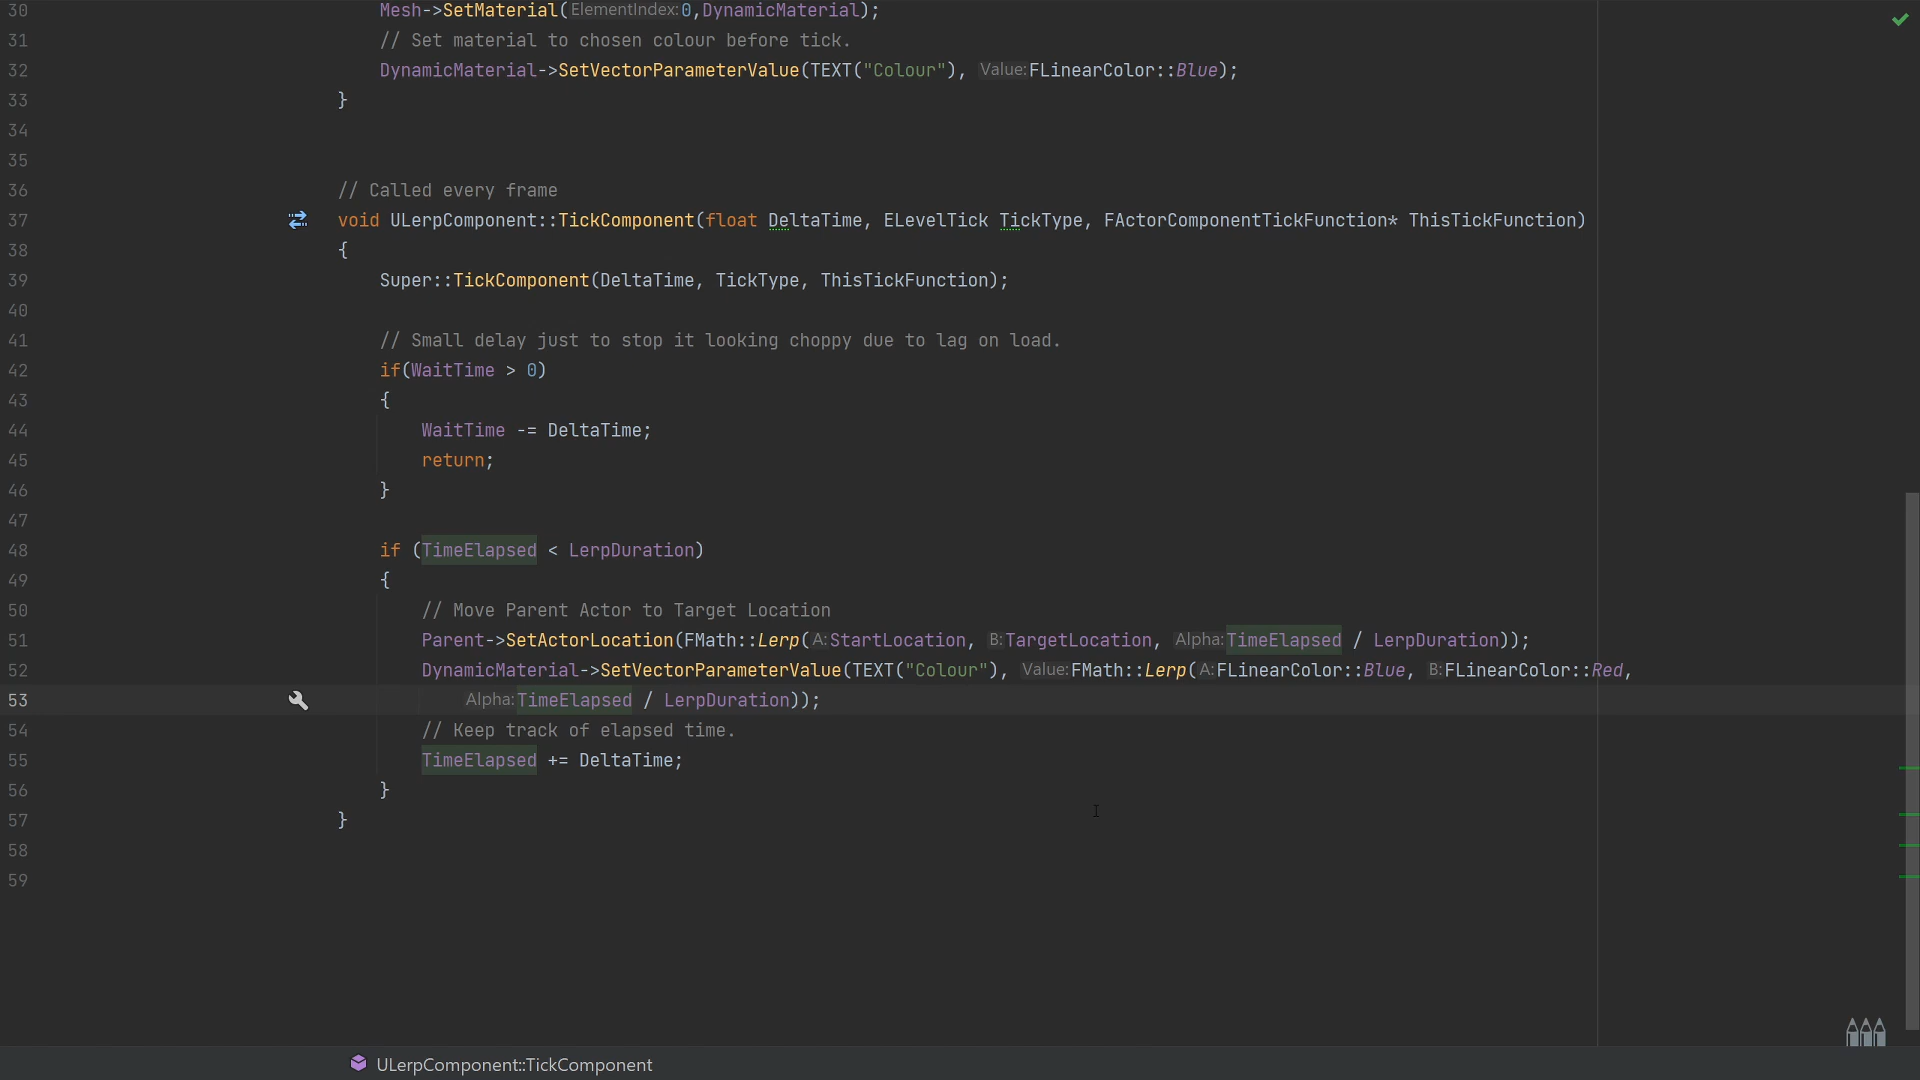 30 Mesh->SetMaterial(ElementIndex:0,DynamicMaterial);
31 // Set material to chosen colour before tick.
32 DynamicMaterial->SetVectorParameterValue(TEXT("Colour"), Value:FLinearColor::Blue);
33 }
34
35
36 // Called every frame
37 void ULerpComponent::TickComponent(float DeltaTime, ELevelTick TickType, FActorComponentTickFunction* ThisTickFunction)
38 {
39 Super::TickComponent(DeltaTime, TickType, ThisTickFunction);
40
41 // Small delay just to stop it looking choppy due to lag on load.
42 if(WaitTime > 0)
43 {
44 WaitTime -= DeltaTime;
45 return;
46 }
47
48 if (TimeElapsed < LerpDuration)
49 {
50 // Move Parent Actor to Target Location
51 Parent->SetActorLocation(FMath::Lerp(A:StartLocation, B:TargetLocation, Alpha:TimeElapsed / LerpDuration));
52 DynamicMaterial->SetVectorParameterValue(TEXT("Colour"), Value:FMath::Lerp(A:FLinearColor::Blue, B:FLinearColor::Red,
53 Alpha:TimeElapsed / LerpDuration));
54 // Keep track of elapsed time.
55 TimeElapsed += DeltaTime;
56 }
57 }
58
59
ULerpComponent::TickComponent